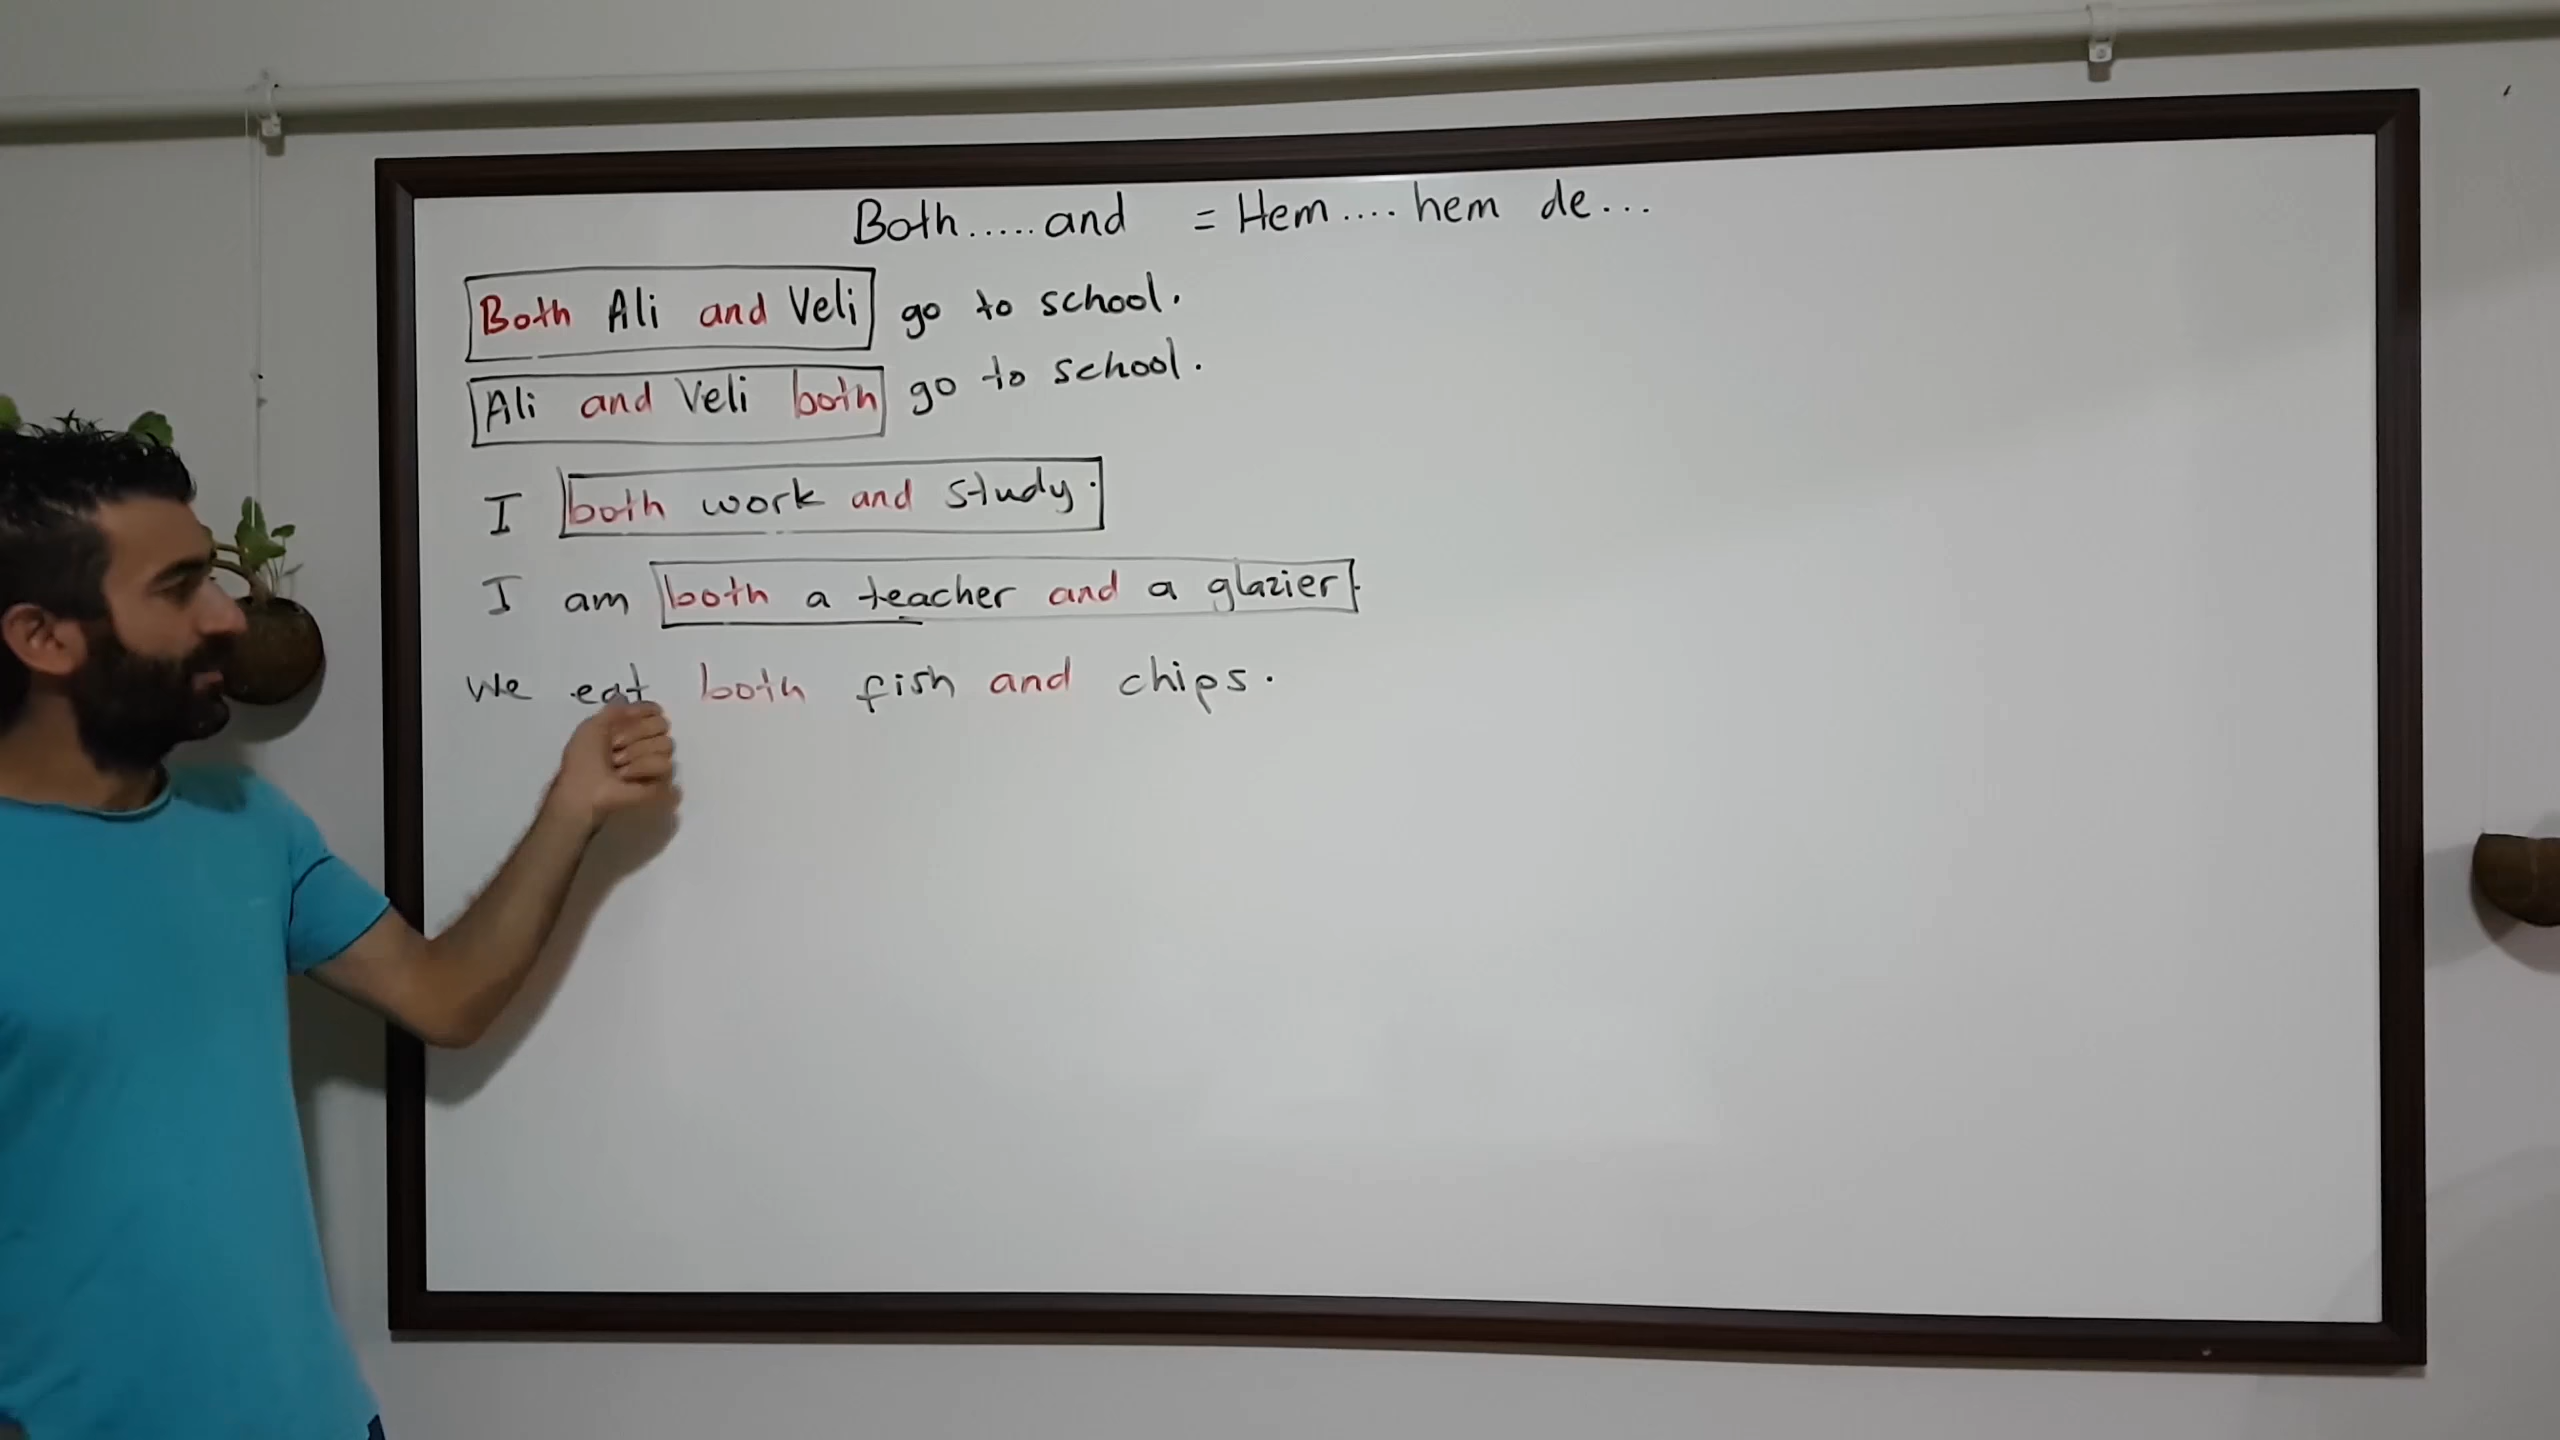 Both.....and = Hem....hem de...
Both Ali and Veli go to school.
Ali and Veli both go to school.
I both work and study.
I am both a teacher and a glazier.
We eat both fish and chips.